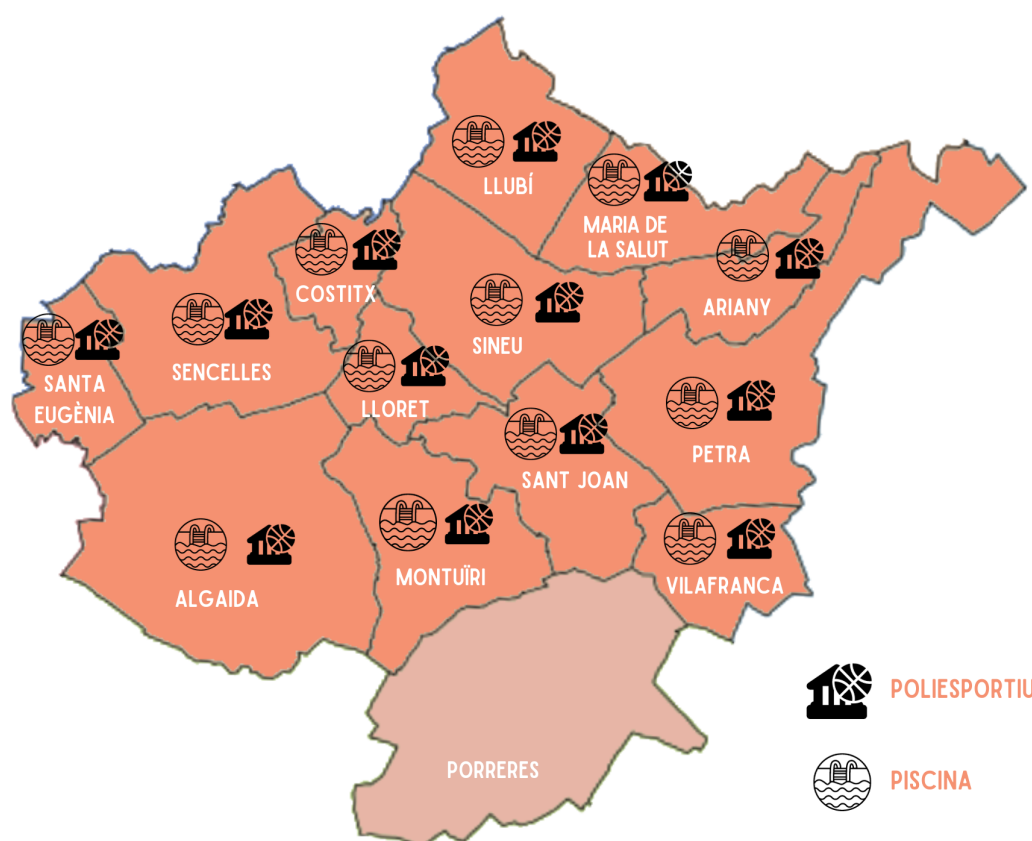 LLUBÍ
MARIA DE
LA SALUT
COSTITX
ARIANY
SINEU
SENCELLES
SANTA
EUGÈNIA
LLORET
PETRA
SANT JOAN
MONTUÏRI
VILAFRANCA
ALGAIDA
POLIESPORTIU
PORRERES
PISCINA